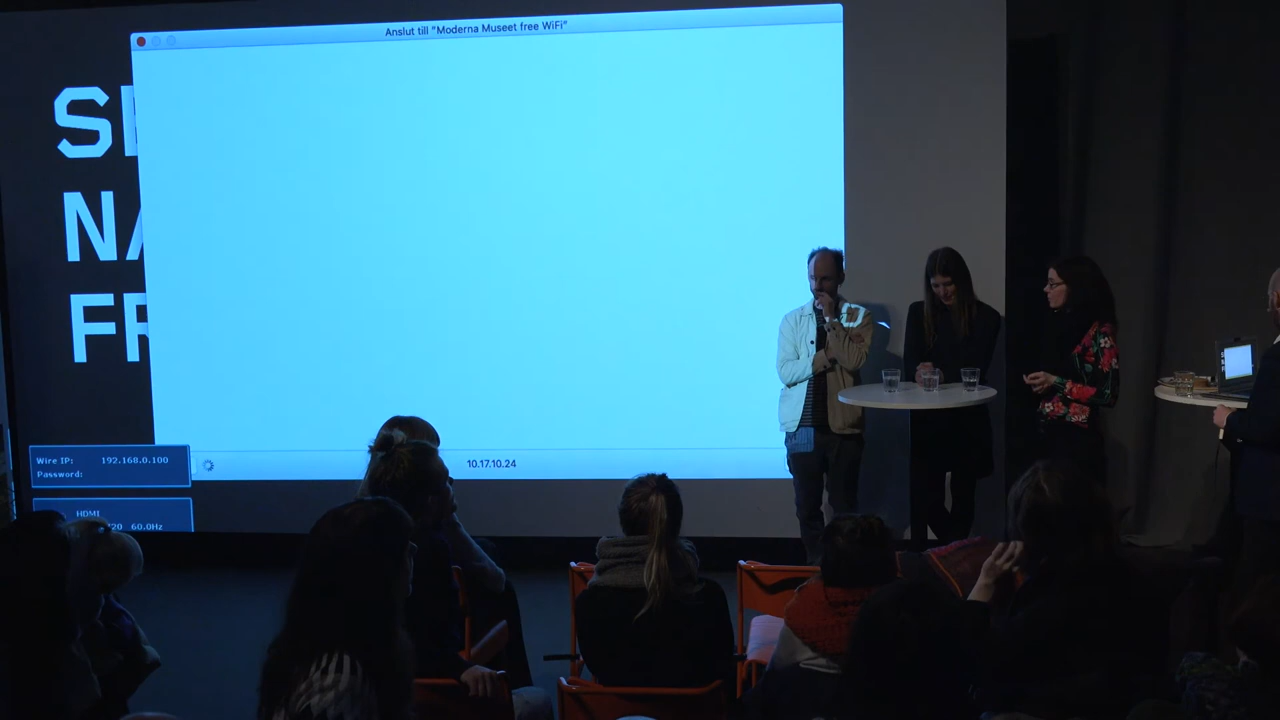 Anslut till "Moderna Museet free WiFi"
S
NA
FR
Wire IP: 192.168.0.100
Password:
10.17.10.24
HDMI
20 60.0Hz